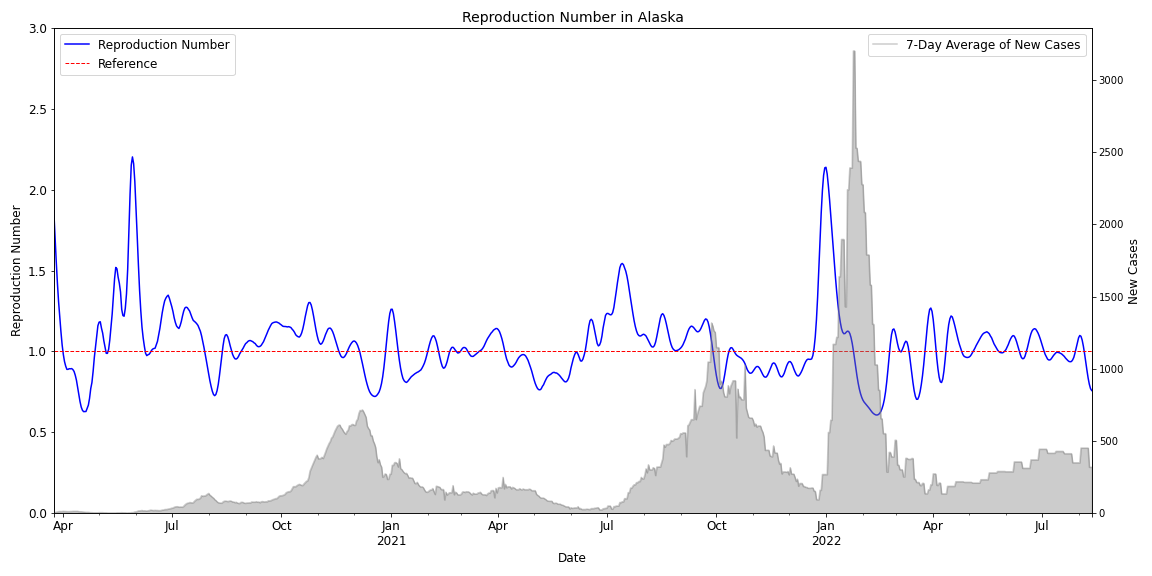 Reproduction Number in Alaska
Reproduction Number
Reference
7-Day Average of New Cases
Reproduction Number
3.0
2.5
2.0
1.5
1.0
0.5
0.0
3000
2500
2000
1500
1000
500
0
New Cases
Apr
Jul
Oct
Jan
2021
Apr
Jul
Oct
Jan
2022
Apr
Jul
Date